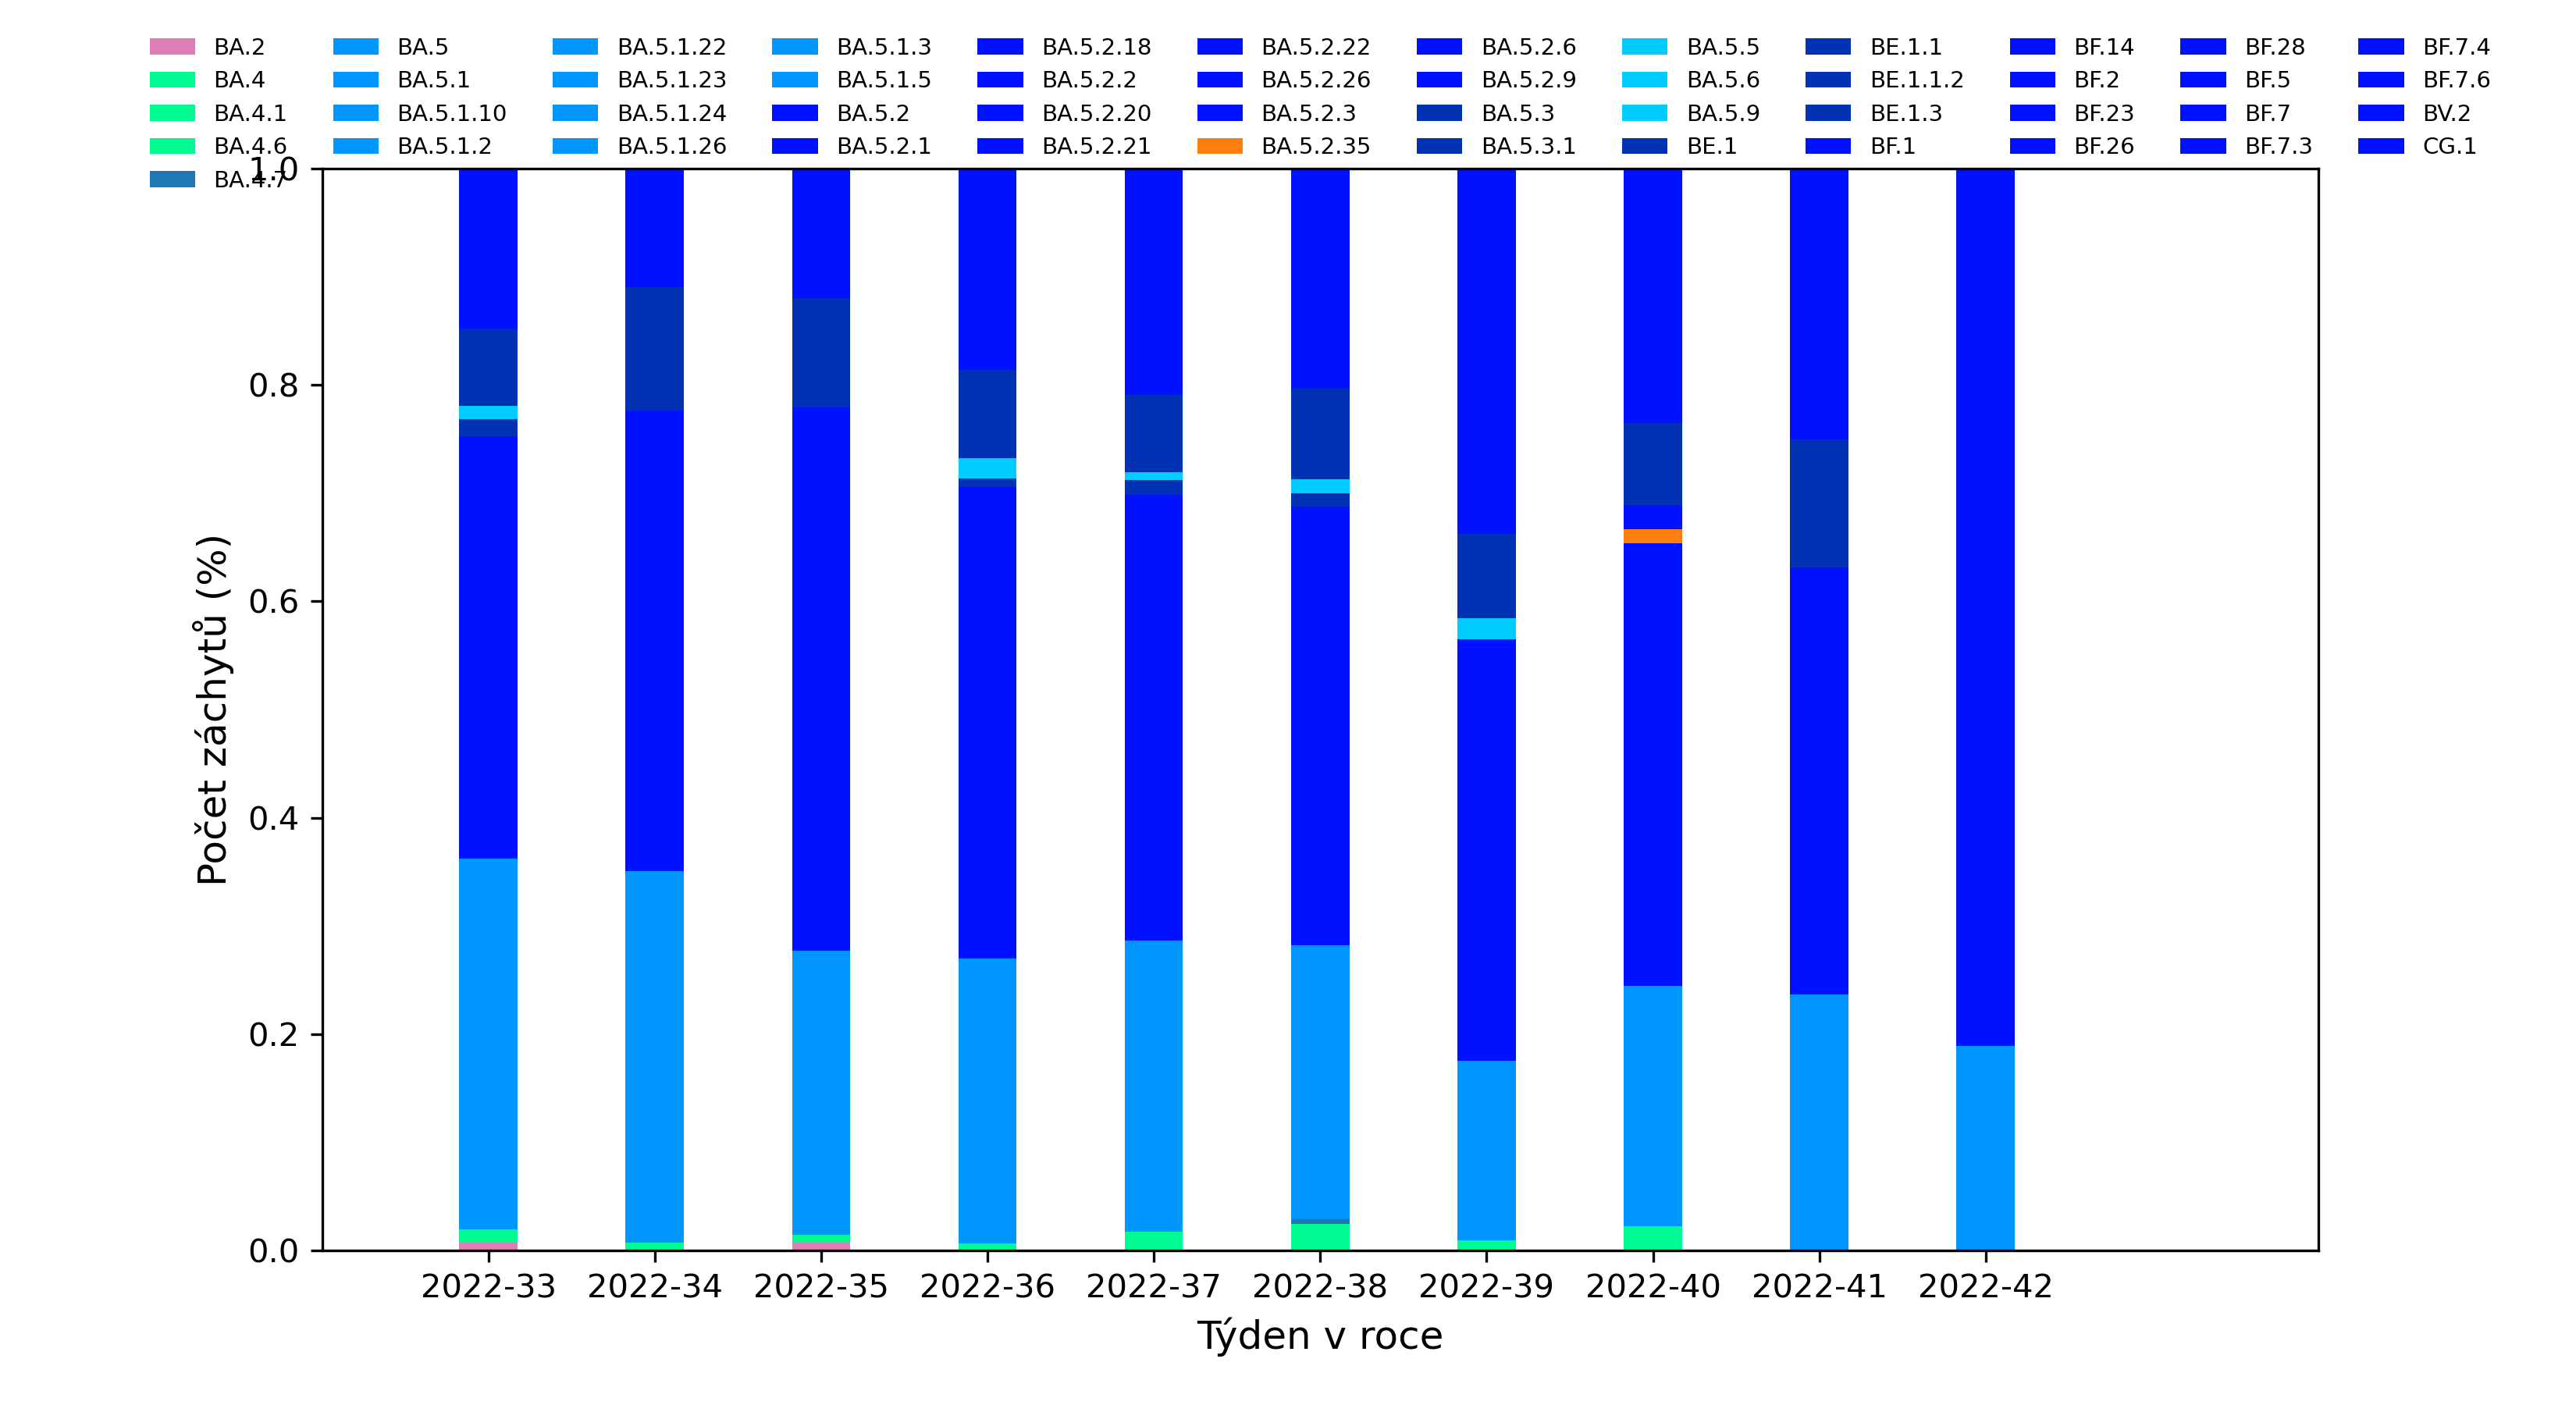 BA.2 BA.5 BA.5.1.22 BA.5.1.3 BA.5.2.18 BA.5.2.22 BA.5.2.6 BA.5.5 BE.1.1 BF.14 BF.28 BF.7.4
BA.4 BA.5.1 BA.5.1.23 BA.5.1.5 BA.5.2.2 BA.5.2.26 BA.5.2.9 BA.5.6 BE.1.1.2 BF.2 BF.5 BF.7.6
BA.4.1 BA.5.1.10 BA.5.1.24 BA.5.2 BA.5.2.20 BA.5.2.3 BA.5.3 BA.5.9 BE.1.3 BF.23 BF.7 BV.2
BA.4.6 BA.5.1.2 BA.5.1.26 BA.5.2.1 BA.5.2.21 BA.5.2.35 BA.5.3.1 BE.1 BF.1 BF.26 BF.7.3 CG.1
BA.4.7
1.0
0.8
0.6
0.4
0.2
0.0
Počet záchytů (%)
2022-33 2022-34 2022-35 2022-36 2022-37 2022-38 2022-39 2022-40 2022-41 2022-42
Týden v roce